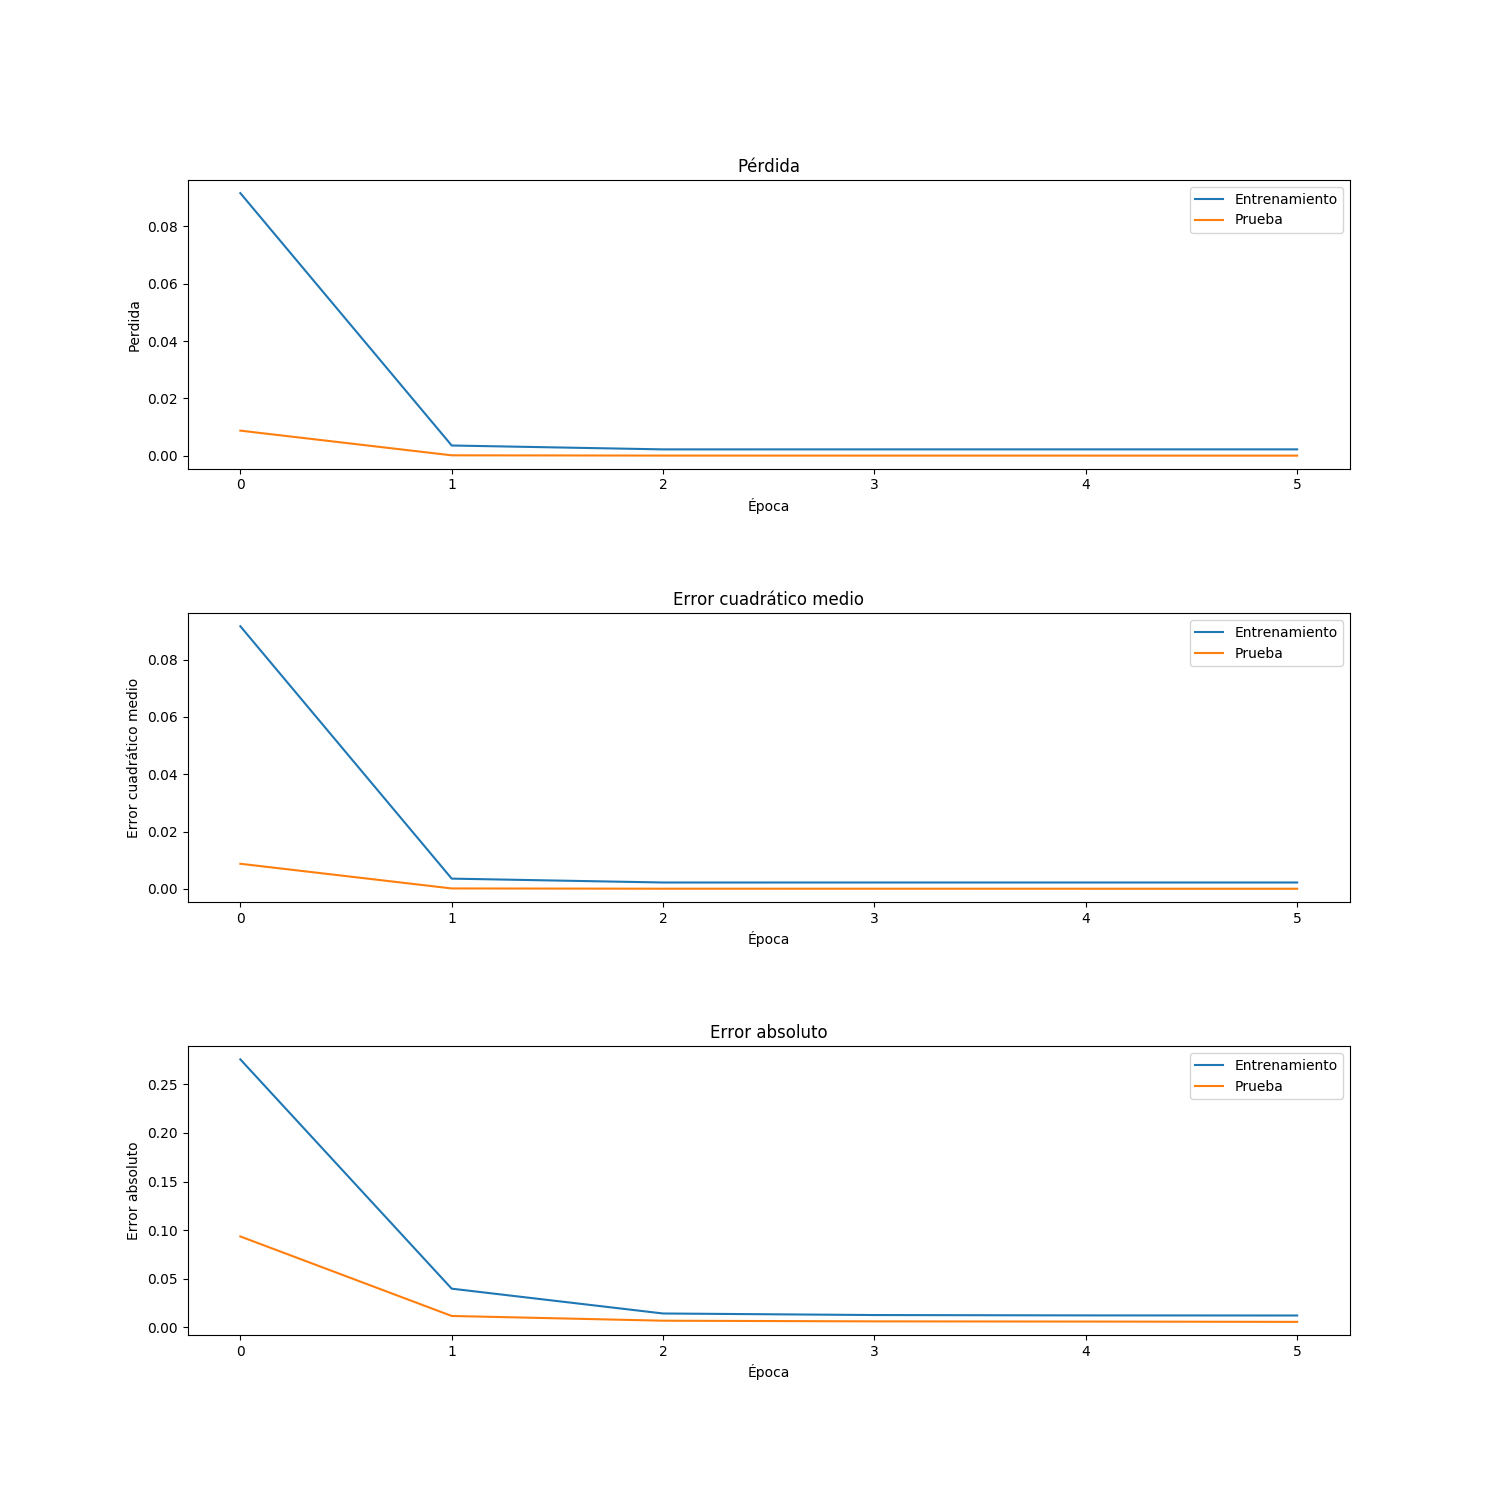 Pérdida
Entrenamiento
Prueba
0.08
0.06
0.04
0.02
0.00
Perdida
0 1 2 3 4 5
Época
Error cuadrático medio
Entrenamiento
Prueba
0.08
0.06
0.04
0.02
0.00
Error cuadrático medio
0 1 2 3 4 5
Época
Error absoluto
Entrenamiento
Prueba
0.25
0.20
0.15
0.10
0.05
0.00
Error absoluto
0 1 2 3 4 5
Época